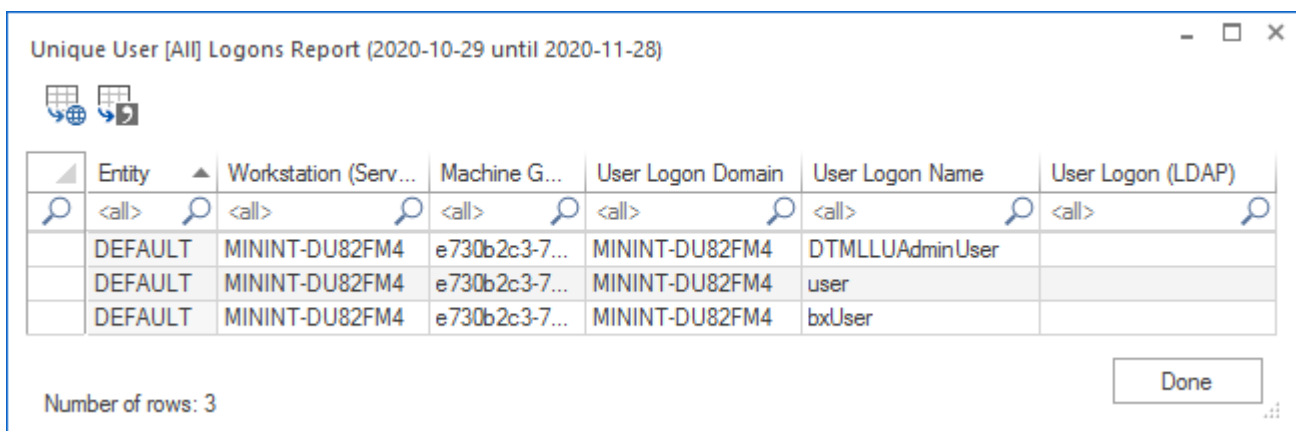 Unique User [All] Logons Report (2020-10-29 until 2020-11-28)
Entity Workstation (Serv... Machine G... User Logon Domain User Logon Name User Logon (LDAP)
<all> <all> <all> <all> <all> <all>
DEFAULT MININT-DU82FM4 e730b2c3-7... MININT-DU82FM4 DTMLLUAdminUser
DEFAULT MININT-DU82FM4 e730b2c3-7... MININT-DU82FM4 user
DEFAULT MININT-DU82FM4 e730b2c3-7... MININT-DU82FM4 bxUser
Done
Number of rows: 3